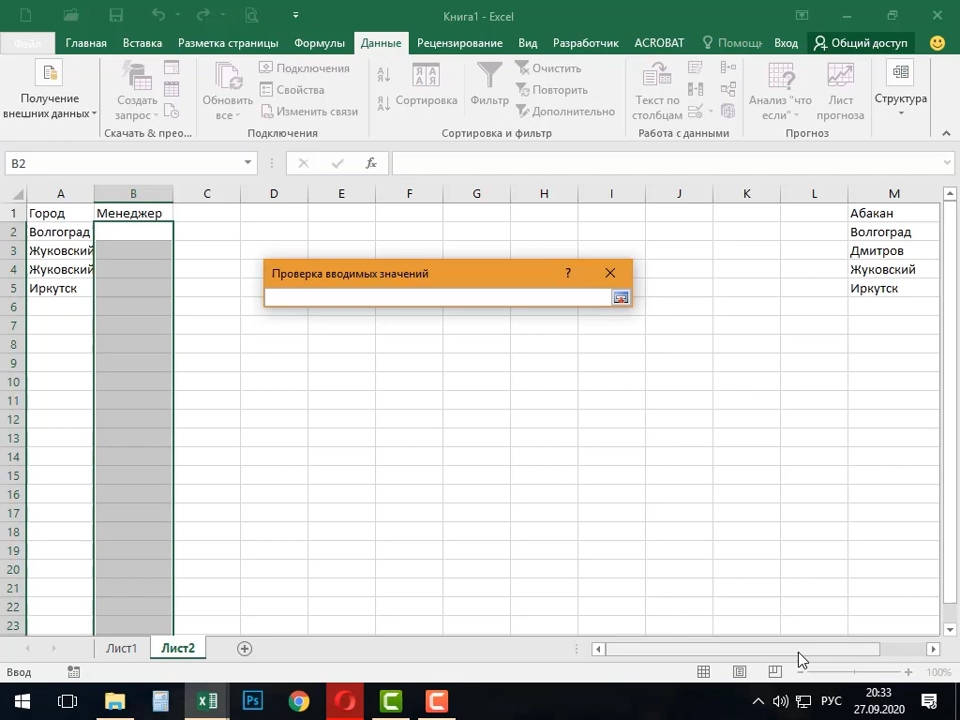 Книга1 - Excel
Файл Главная Вставка Разметка страницы Формулы Данные Рецензирование Вид Разработчик ACROBAT Помощь Вход Общий доступ
Получение внешних данных
Создать запрос
Скачать & прео...
Обновить все
Подключения
Свойства
Изменить связи
Подключения
Сортировка
Фильтр
Очистить
Повторить
Дополнительно
Сортировка и фильтр
Текст по столбцам
Работа с данными
Анализ "что если"
Лист прогноза
Прогноз
Структура
B2 fx
A B C D E F G H I J K L M
1 Город Менеджер Абакан
2 Волгоград Волгоград
3 Жуковский Дмитров
4 Жуковский Жуковский
5 Иркутск Иркутск
Проверка вводимых значений ?
6
7
8
9
10
11
12
13
14
15
16
17
18
19
20
21
22
23
Лист1 Лист2
Ввод 100%
Ps РУС 20:33
27.09.2020